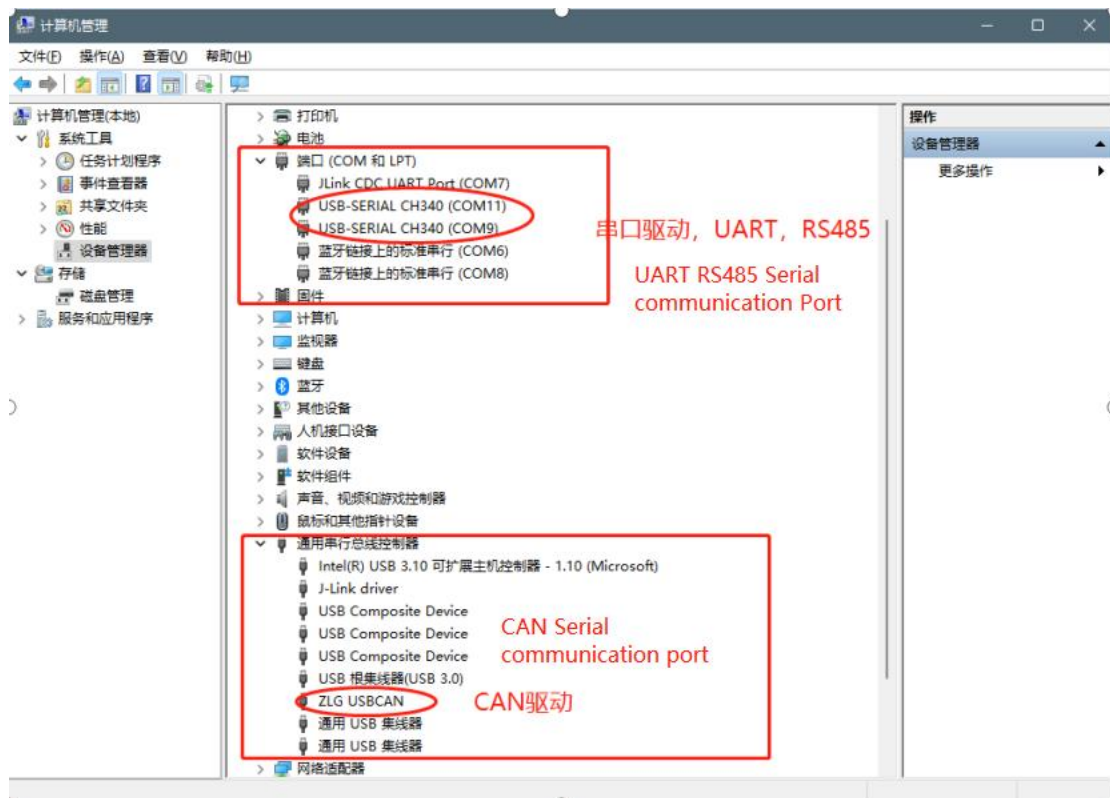 计算机管理
文件(F) 操作(A) 查看(V) 帮助(H)
计算机管理(本地)
系统工具
任务计划程序
事件查看器
共享文件夹
性能
设备管理器
存储
磁盘管理
服务和应用程序
打印机
电池
端口 (COM 和 LPT)
JLink CDC UART Port (COM7)
USB-SERIAL CH340 (COM11)
USB-SERIAL CH340 (COM9)
蓝牙链接上的标准串行 (COM6)
蓝牙链接上的标准串行 (COM8)
固件
计算机
监视器
键盘
蓝牙
其他设备
人机接口设备
软件设备
软件组件
声音、视频和游戏控制器
鼠标和其他指针设备
通用串行总线控制器
Intel(R) USB 3.10 可扩展主机控制器 - 1.10 (Microsoft)
J-Link driver
USB Composite Device
USB Composite Device
USB Composite Device
USB 根集线器(USB 3.0)
ZLG USBCAN
通用 USB 集线器
通用 USB 集线器
网络适配器
串口驱动，UART，RS485
UART RS485 Serial
communication Port
CAN Serial
communication port
CAN驱动
操作
设备管理器
更多操作